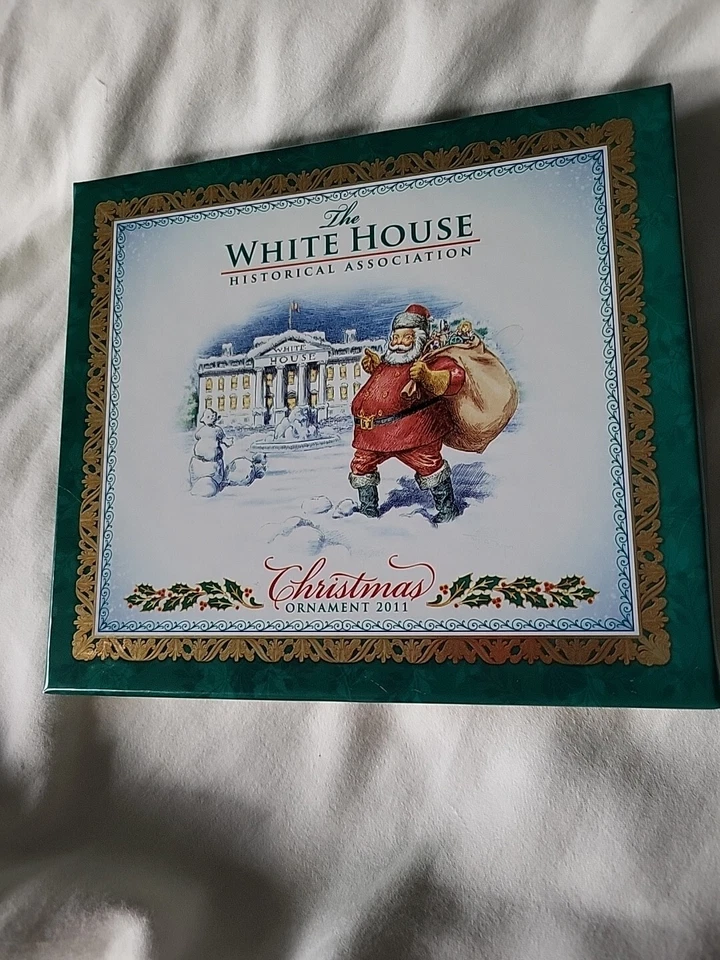 The
WHITE HOUSE
HISTORICAL ASSOCIATION
WHITE
HOUSE
Christmas
ORNAMENT 2011